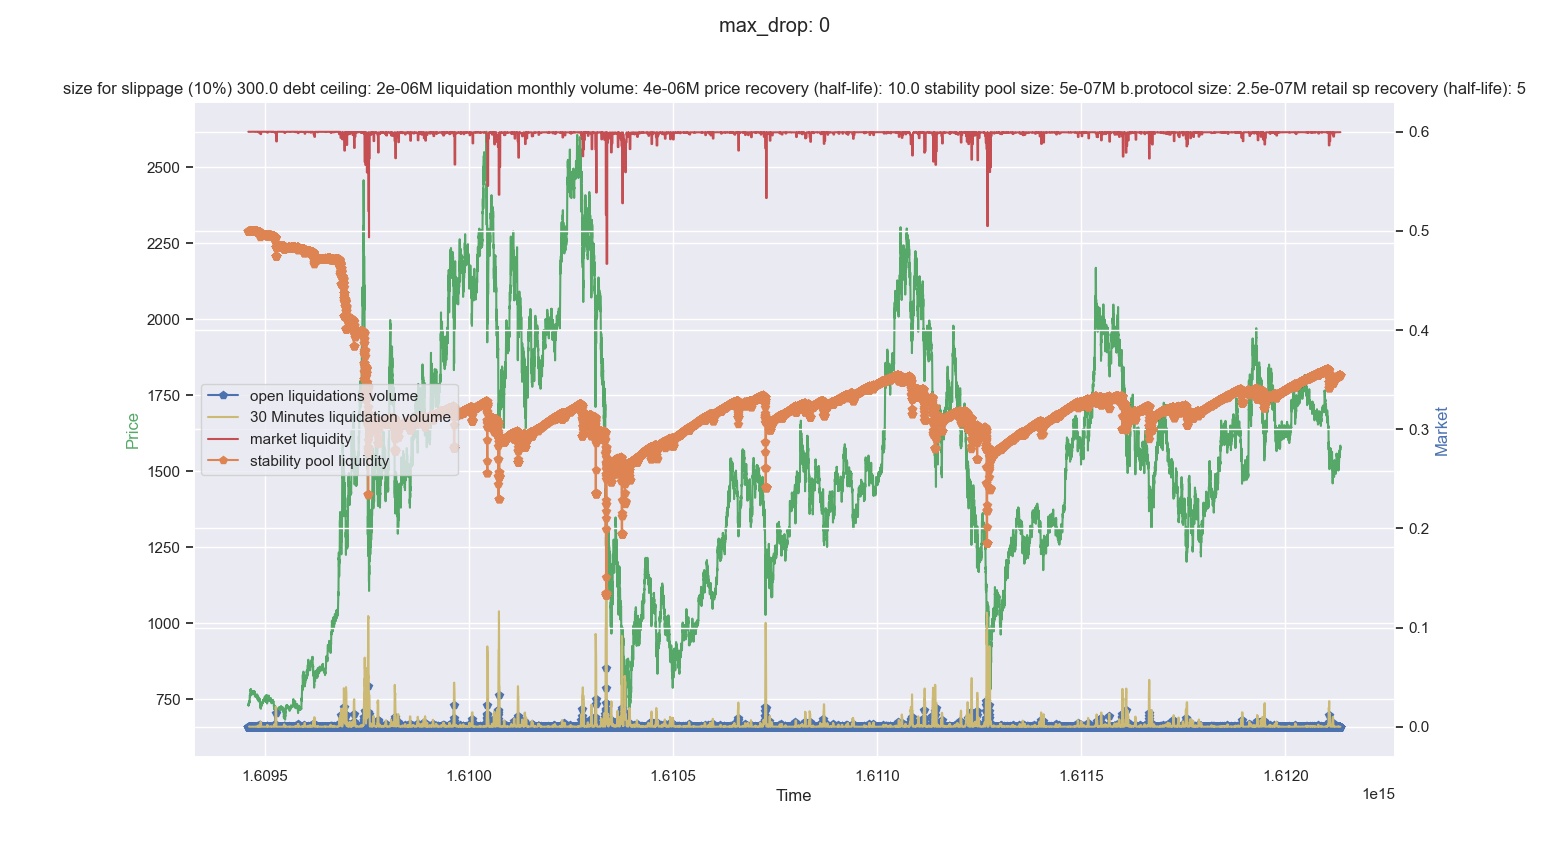 max_drop: 0
size for slippage (10%) 300.0 debt ceiling: 2e-06M liquidation monthly volume: 4e-06M price recovery (half-life): 10.0 stability pool size: 5e-07M b.protocol size: 2.5e-07M retail sp recovery (half-life): 5
2500
2250
2000
1750
1500
1250
1000
750
Price
open liquidations volume
30 Minutes liquidation volume
market liquidity
stability pool liquidity
0.6
0.5
0.4
0.3
0.2
0.1
0.0
Market
1.6095 1.6100 1.6105 1.6110 1.6115 1.6120
Time
1e15